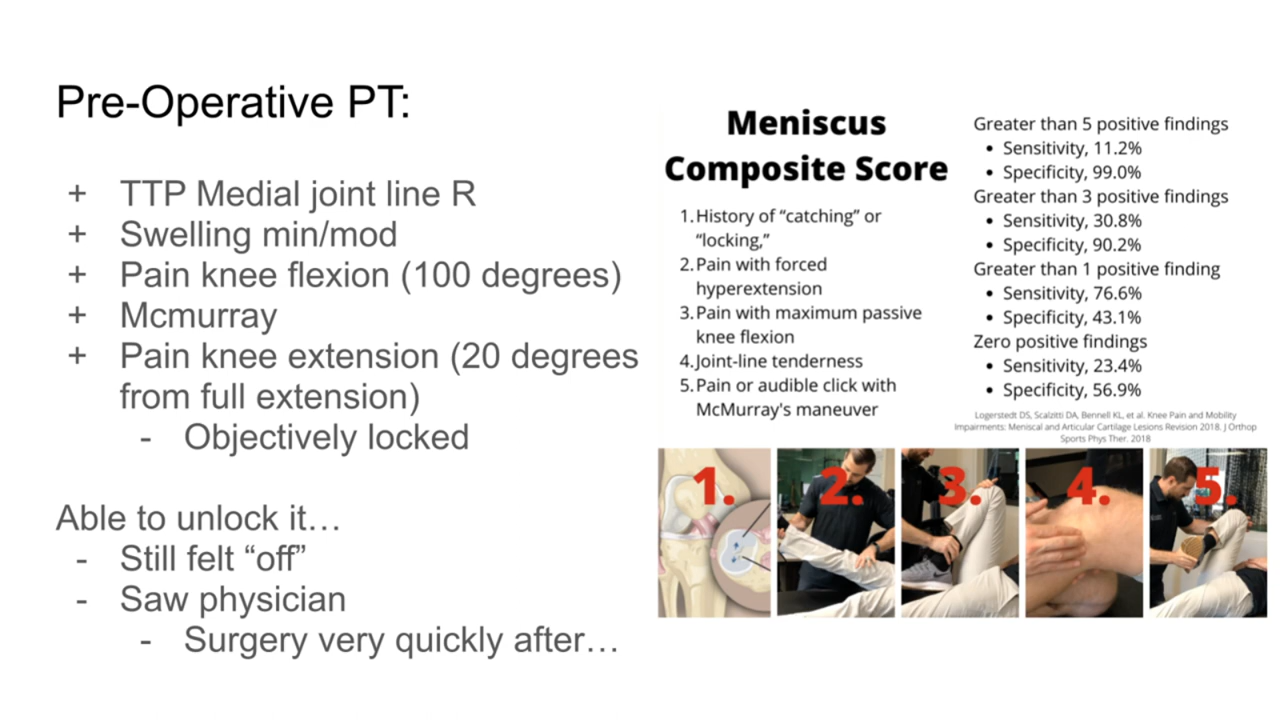 Pre-Operative PT:
+ TTP Medial joint line R
+ Swelling min/mod
+ Pain knee flexion (100 degrees)
+ Mcmurray
+ Pain knee extension (20 degrees
from full extension)
- Objectively locked
Able to unlock it…
- Still felt “off”
- Saw physician
- Surgery very quickly after…
Meniscus
Composite Score
1. History of “catching” or
“locking,”
2. Pain with forced
hyperextension
3. Pain with maximum passive
knee flexion
4. Joint-line tenderness
5. Pain or audible click with
McMurray's maneuver
Greater than 5 positive findings
• Sensitivity, 11.2%
• Specificity, 99.0%
Greater than 3 positive findings
• Sensitivity, 30.8%
• Specificity, 90.2%
Greater than 1 positive finding
• Sensitivity, 76.6%
• Specificity, 43.1%
Zero positive findings
• Sensitivity, 23.4%
• Specificity, 56.9%
Logerstedt DS, Scalzitti DA, Bennell KL, et al. Knee Pain and Mobility
Impairments: Meniscal and Articular Cartilage Lesions Revision 2018. J Orthop
Sports Phys Ther. 2018
1. 2. 3. 4. 5.